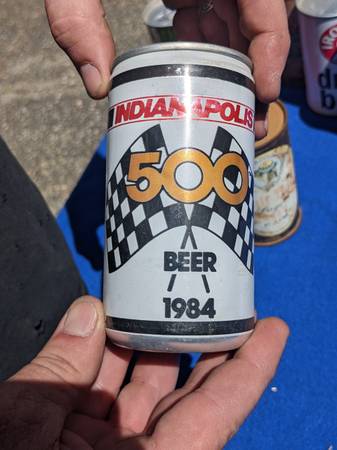 INDIANAPOLIS
500
BEER
1984